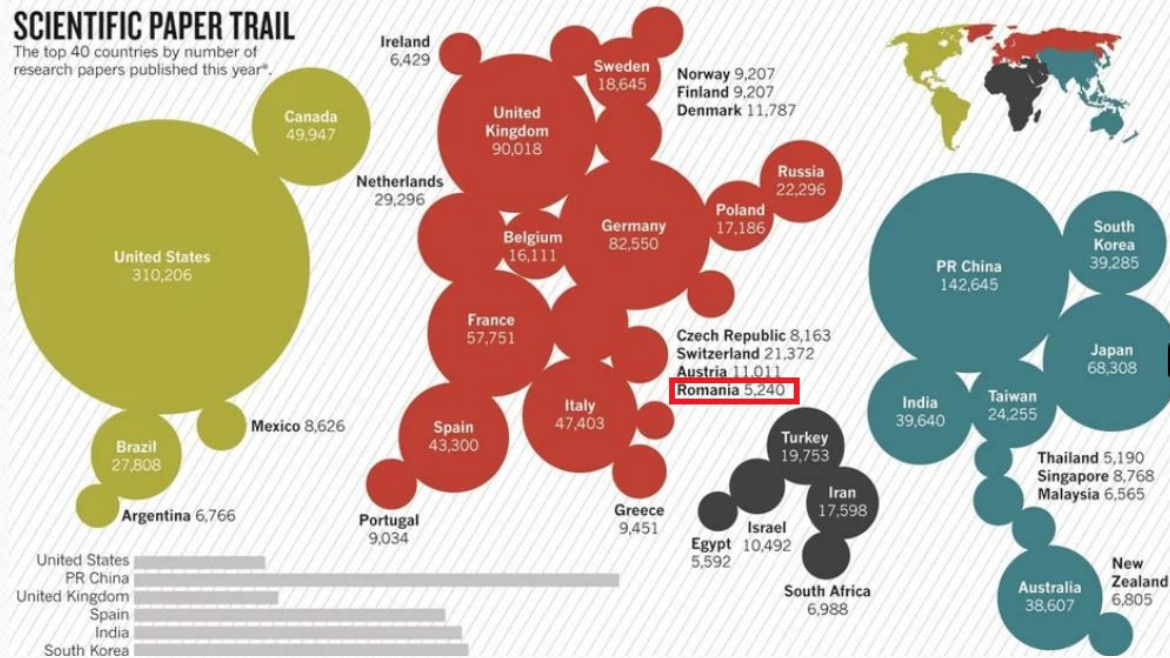 SCIENTIFIC PAPER TRAIL
The top 40 countries by number of
research papers published this year*.
Canada
49,947
United States
310,206
Brazil
27,808
Mexico 8,626
Argentina 6,766
Ireland
6,429
United
Kingdom
90,018
Sweden
18,645
Norway 9,207
Finland 9,207
Denmark 11,787
Netherlands
29,296
Belgium
16,111
Germany
82,550
Poland
17,186
Russia
22,296
France
57,751
Czech Republic 8,163
Switzerland 21,372
Austria 11,011
Romania 5,240
Spain
43,300
Italy
47,403
Portugal
9,034
Greece
9,451
Turkey
19,753
Iran
17,598
Israel
10,492
Egypt
5,592
South Africa
6,988
PR China
142,645
South
Korea
39,285
Japan
68,308
India
39,640
Taiwan
24,255
Thailand 5,190
Singapore 8,768
Malaysia 6,565
Australia
38,607
New
Zealand
6,805
United States
PR China
United Kingdom
Spain
India
South Korea